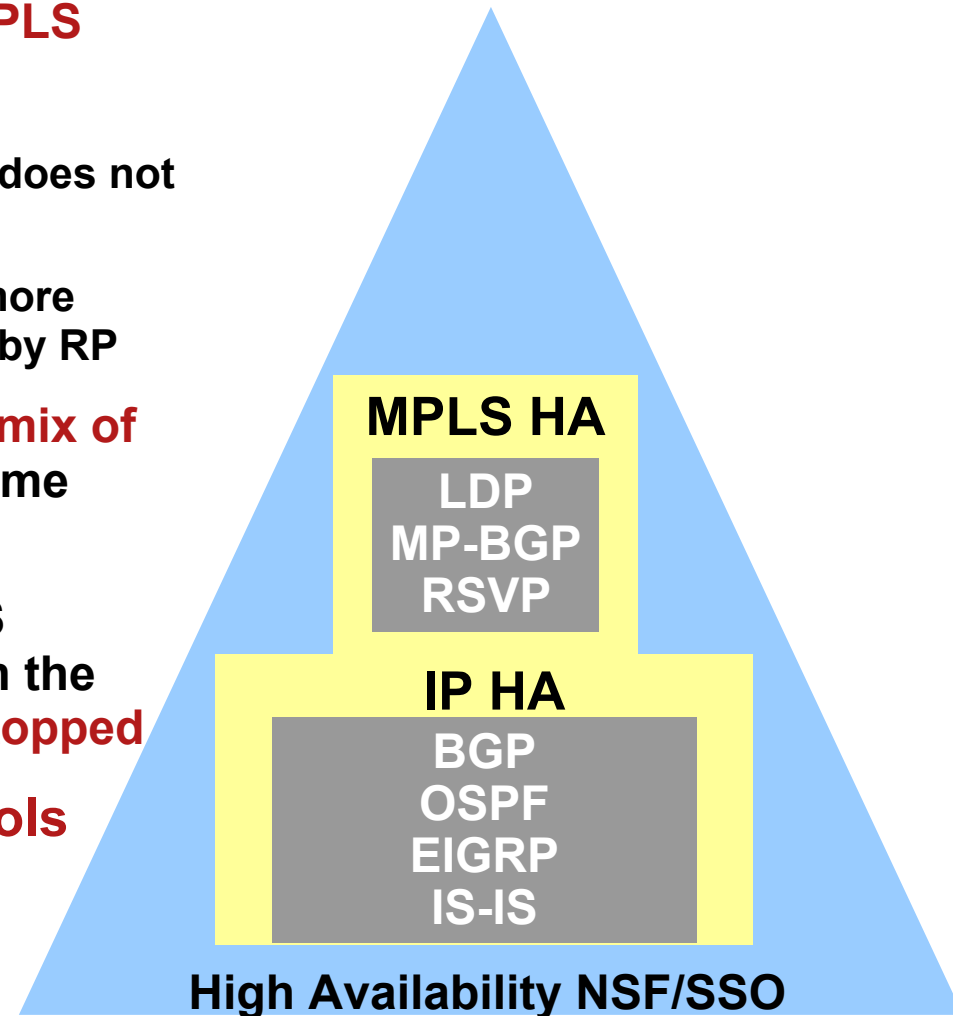 PLS
does not
more
by RP
mix of
me
S
n the
opped
ols
MPLS HA
LDP
MP-BGP
RSVP
IP HA
BGP
OSPF
EIGRP
IS-IS
High Availability NSF/SSO